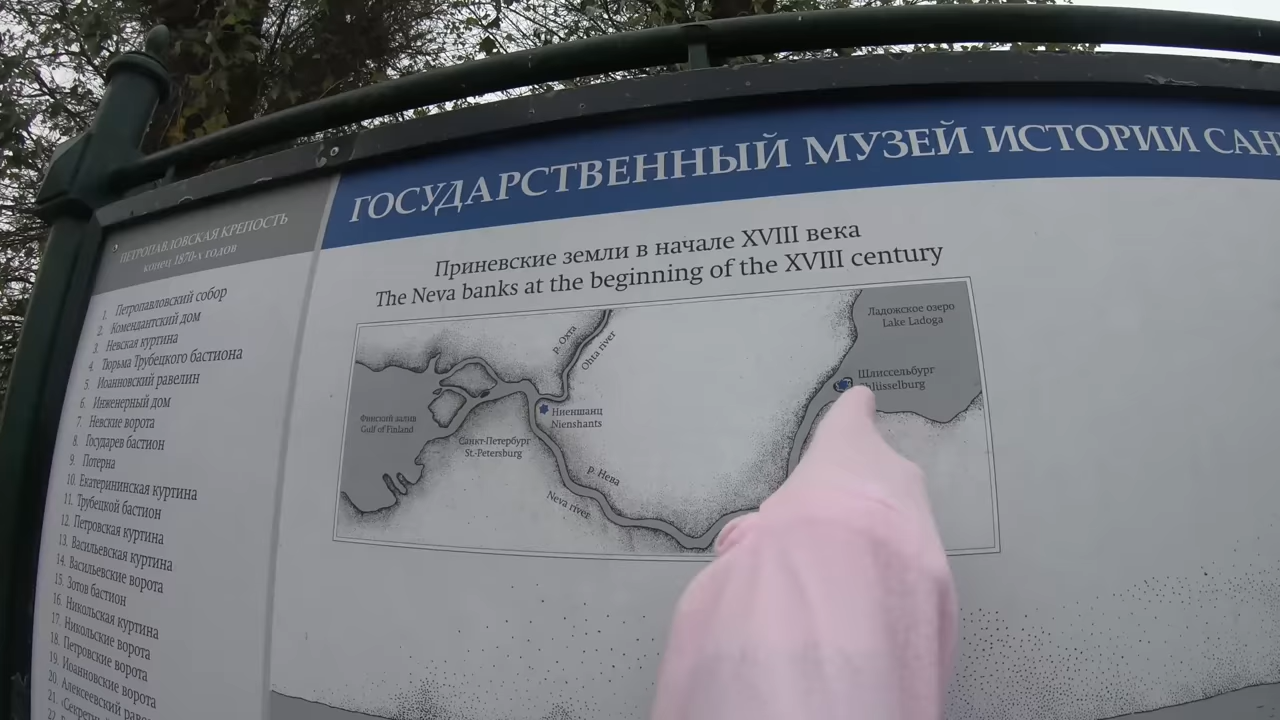 ПЕТРОПАВЛОВСКАЯ КРЕПОСТЬ
конец 1870-х годов
1. Петропавловский собор
2. Комендантский дом
3. Невская куртина
4. Тюрьма Трубецкого бастиона
5. Иоанновский равелин
6. Инженерный дом
7. Невские ворота
8. Государев бастион
9. Потерна
10. Екатерининская куртина
11. Трубецкой бастион
12. Петровская куртина
13. Васильевская куртина
14. Васильевские ворота
15. Зотов бастион
16. Никольская куртина
17. Никольские ворота
18. Петровские ворота
19. Иоанновские ворота
20. Алексеевский
21.
22.
ГОСУДАРСТВЕННЫЙ МУЗЕЙ ИСТОРИИ САН
Приневские земли в начале XVIII века
The Neva banks at the beginning of the XVIII century
Ладожское озеро
Lake Ladoga
р. Охта
Ohta river
Шлиссельбург
Schlüsselburg
Финский залив
Gulf of Finland
Ниеншанц
Nienshants
Санкт-Петербург
St.-Petersburg
р. Нева
Neva river